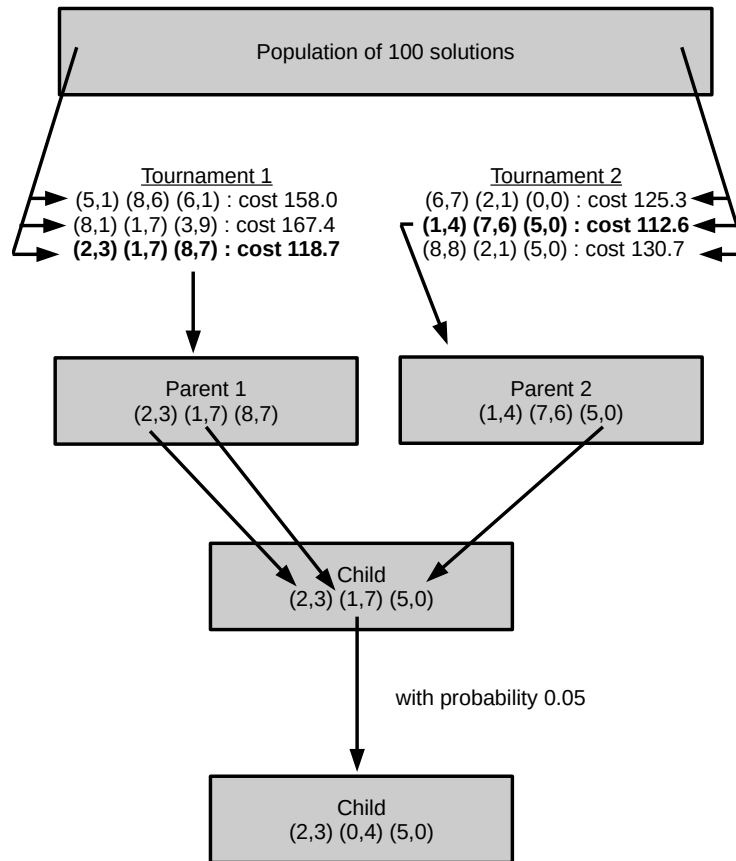 Population of 100 solutions
Tournament 1
(5,1) (8,6) (6,1) : cost 158.0
(8,1) (1,7) (3,9) : cost 167.4
(2,3) (1,7) (8,7) : cost 118.7
Tournament 2
(6,7) (2,1) (0,0) : cost 125.3
(1,4) (7,6) (5,0) : cost 112.6
(8,8) (2,1) (5,0) : cost 130.7
Parent 1
(2,3) (1,7) (8,7)
Parent 2
(1,4) (7,6) (5,0)
Child
(2,3) (1,7) (5,0)
with probability 0.05
Child
(2,3) (0,4) (5,0)